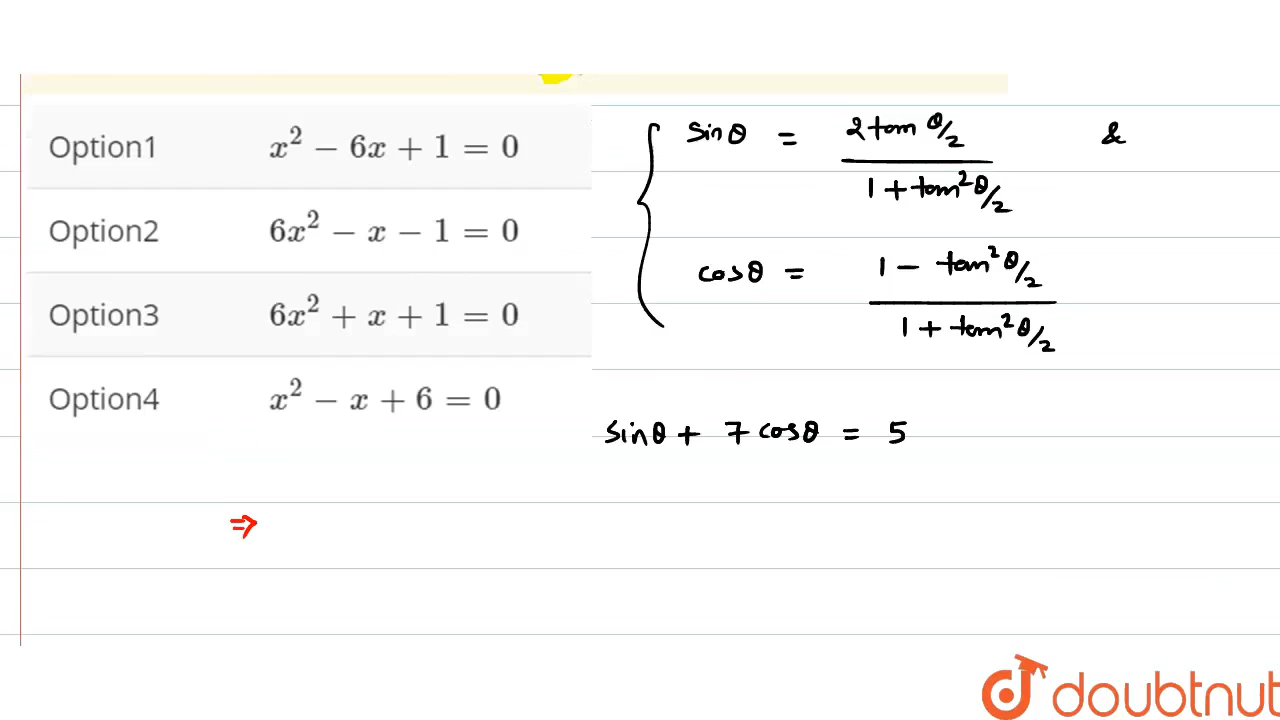 Option1 x² − 6x + 1 = 0
Option2 6x² − x − 1 = 0
Option3 6x² + x + 1 = 0
Option4 x² − x + 6 = 0
sinθ = 2tan θ/2 / 1 + tan²θ/2 &
cosθ = 1 − tan²θ/2 / 1 + tan²θ/2
sinθ + 7cosθ = 5
⇒
doubtnut